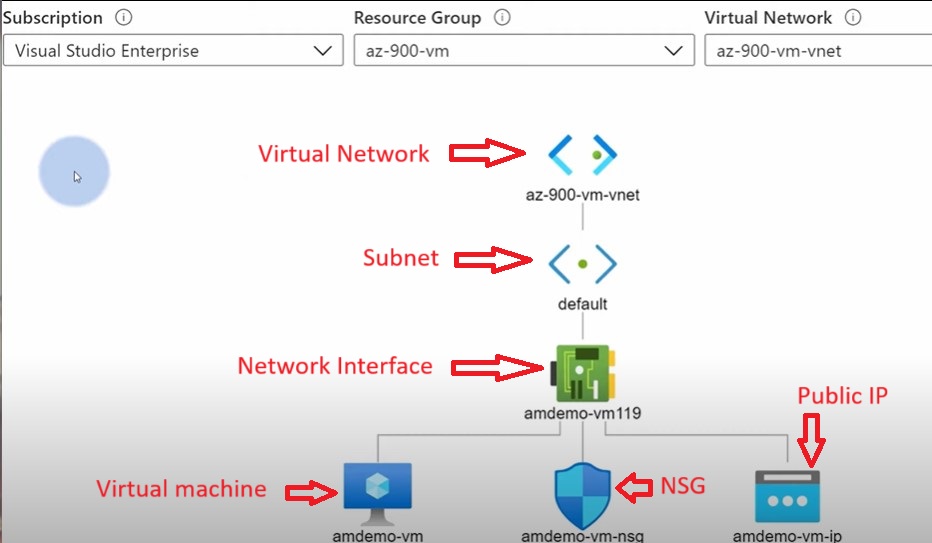 Subscription
Resource Group
Virtual Network
Visual Studio Enterprise
az-900-vm
az-900-vm-vnet
Virtual Network
az-900-vm-vnet
Subnet
default
Network Interface
amdemo-vm119
Public IP
Virtual machine
NSG
amdemo-vm
amdemo-vm-nsg
amdemo-vm-ip